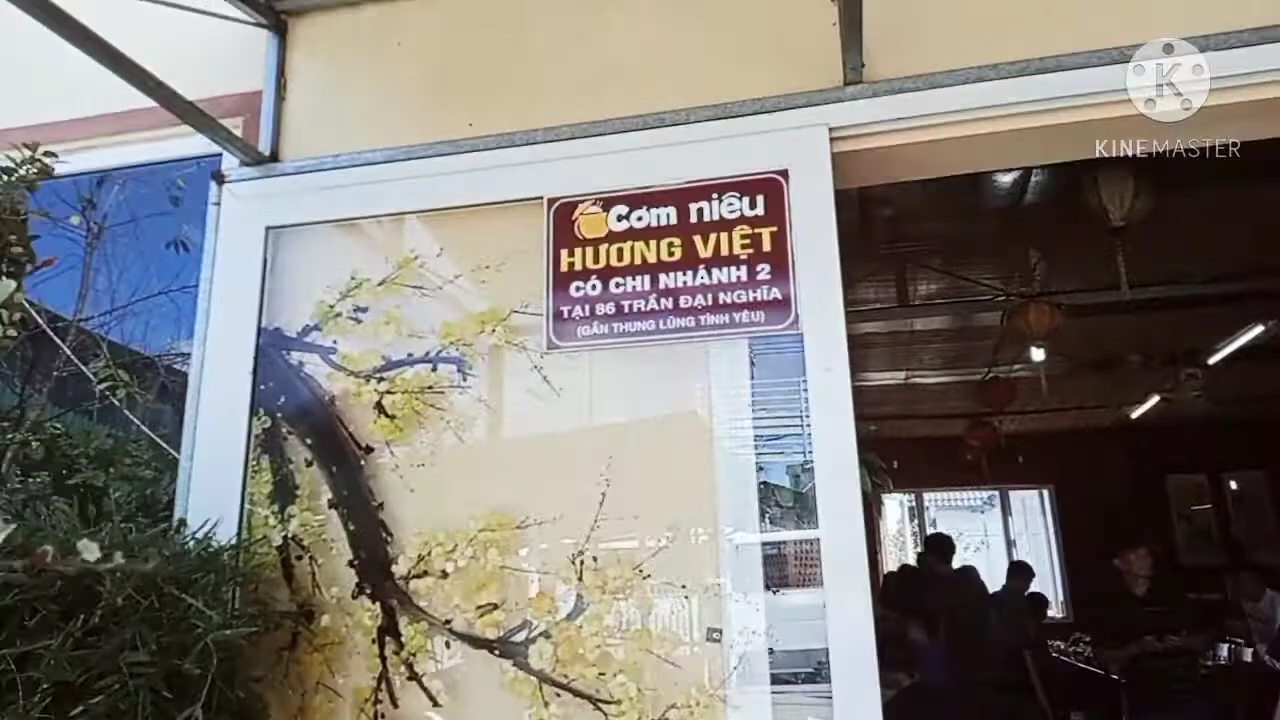 Cơm niêu
HƯƠNG VIỆT
CÓ CHI NHÁNH 2
TẠI 86 TRẦN ĐẠI NGHĨA
(GẦN THUNG LŨNG TÌNH YÊU)
K
KINEMASTER